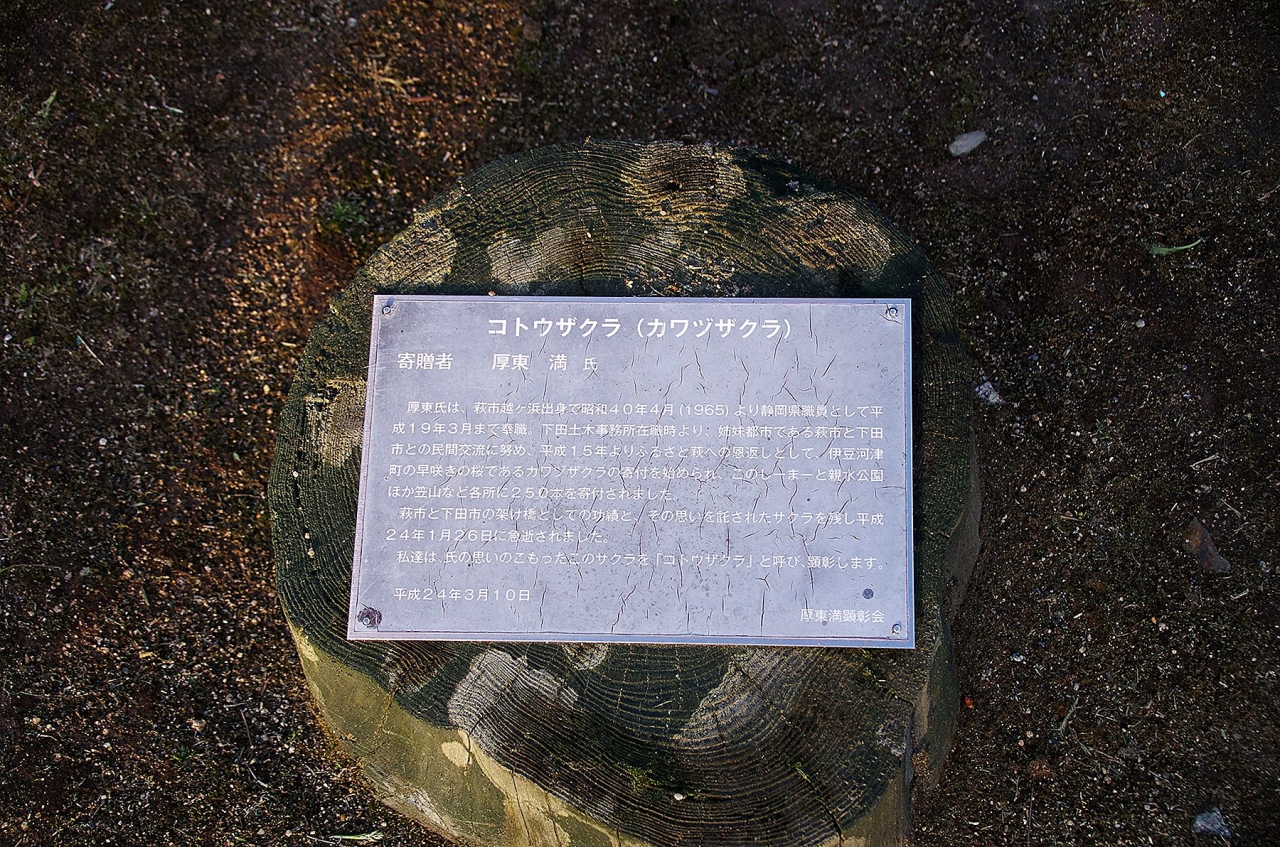 コトウザクラ（カワヅザクラ）
寄贈者　厚東　満 氏
厚東氏は、萩市越ヶ浜出身で昭和４０年４月(1965)より静岡県職員として平
成１９年３月まで奉職。下田土木事務所在職時より、姉妹都市である萩市と下田
市との民間交流に努め、平成１５年よりふるさと萩への恩返しとして、伊豆河津
町の早咲きの桜であるカワヅザクラの寄付を始められ、このしーまーと親水公園
ほか笠山など各所に２５０本を寄付されました。
萩市と下田市の架け橋としての功績と、その思いを託されたサクラを残し平成
２４年１月２６日に急逝されました。
私達は、氏の思いのこもったこのサクラを「コトウザクラ」と呼び、顕彰します。
平成２４年３月１０日
厚東満顕彰会